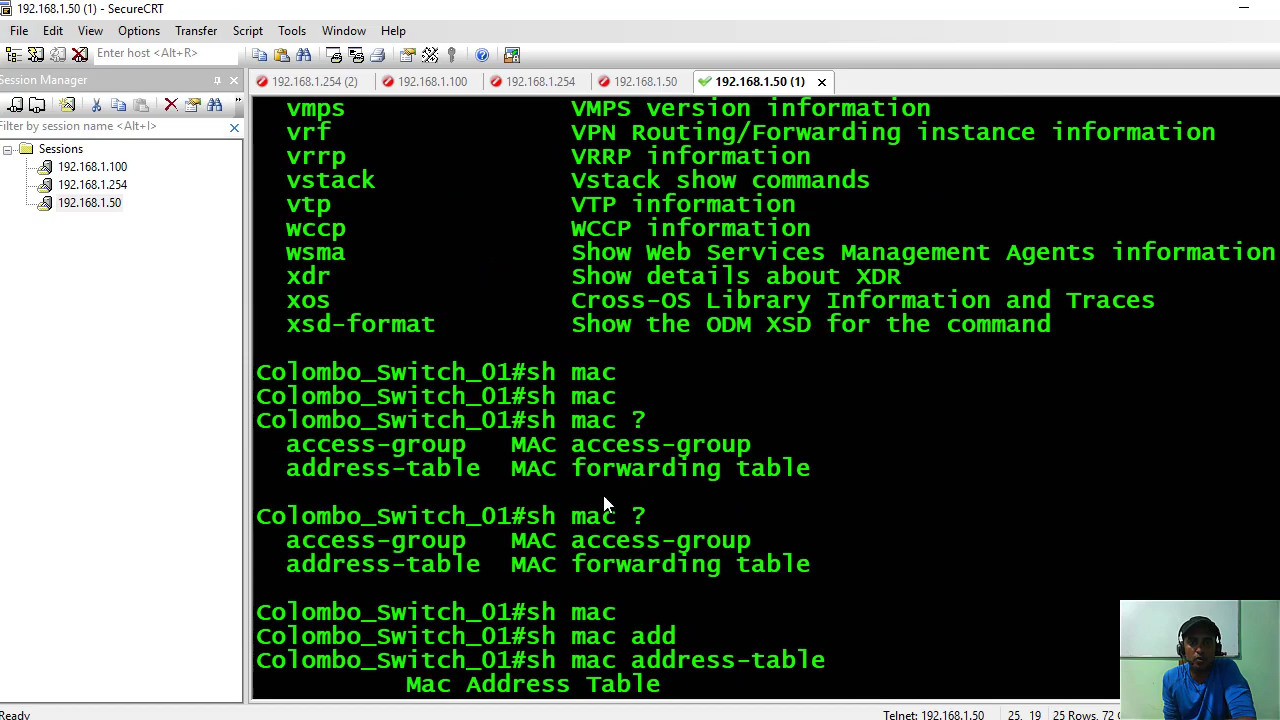 192.168.1.50 (1) - SecureCRT
File Edit View Options Transfer Script Tools Window Help
Enter host <Alt+R>
Session Manager
192.168.1.254 (2) 192.168.1.100 192.168.1.254 192.168.1.50 192.168.1.50 (1)
Filter by session name <Alt+I>
Sessions
192.168.1.100
192.168.1.254
192.168.1.50
vmps VMPS version information
vrf VPN Routing/Forwarding instance information
vrrp VRRP information
vstack Vstack show commands
vtp VTP information
wccp WCCP information
wsma Show Web Services Management Agents information
xdr Show details about XDR
xos Cross-OS Library Information and Traces
xsd-format Show the ODM XSD for the command
Colombo_Switch_01#sh mac
Colombo_Switch_01#sh mac
Colombo_Switch_01#sh mac ?
access-group MAC access-group
address-table MAC forwarding table
Colombo_Switch_01#sh mac ?
access-group MAC access-group
address-table MAC forwarding table
Colombo_Switch_01#sh mac
Colombo_Switch_01#sh mac add
Colombo_Switch_01#sh mac address-table
Mac Address Table
Ready Telnet: 192.168.1.50 25, 19 25 Rows, 72 C